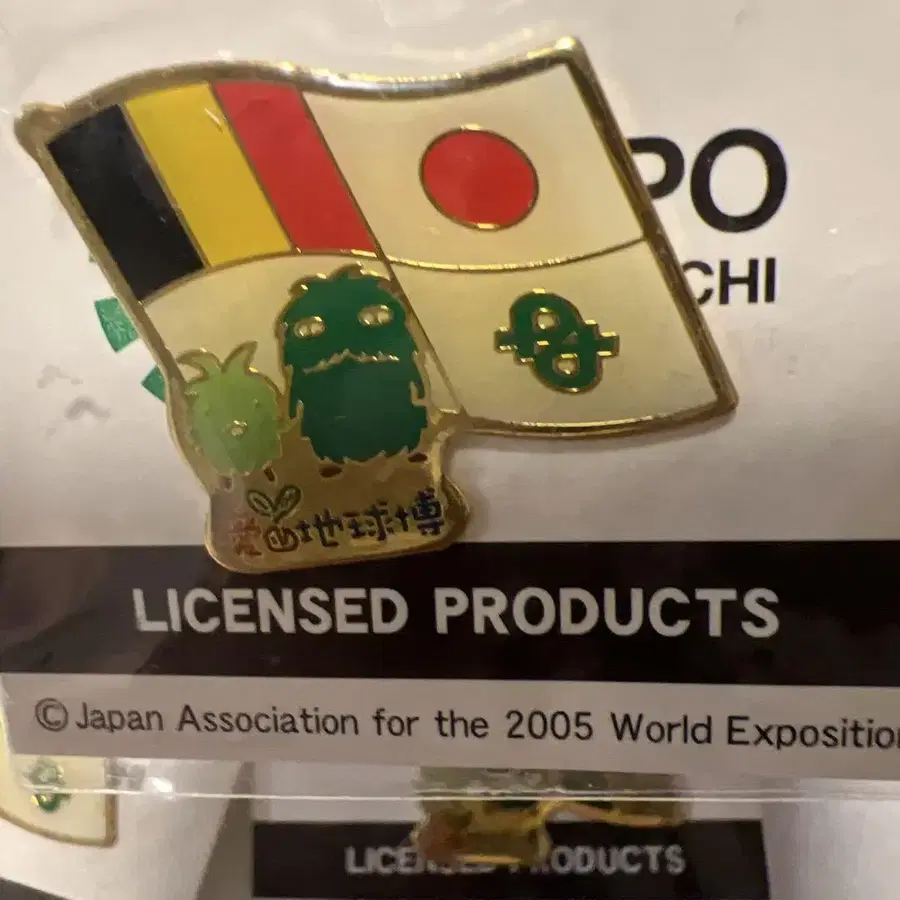 PO
CHI
愛・地球博
LICENSED PRODUCTS
©Japan Association for the 2005 World Expositio
LICENSED PRODUCTS